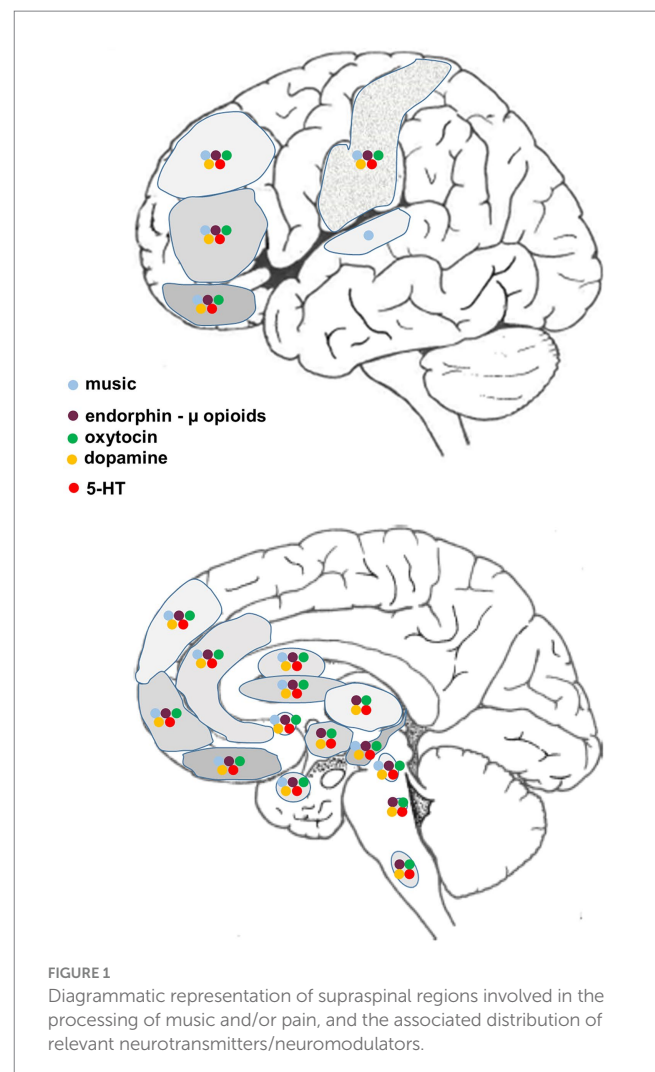 music
endorphin - μ opioids
oxytocin
dopamine
5-HT
FIGURE 1
Diagrammatic representation of supraspinal regions involved in the
processing of music and/or pain, and the associated distribution of
relevant neurotransmitters/neuromodulators.